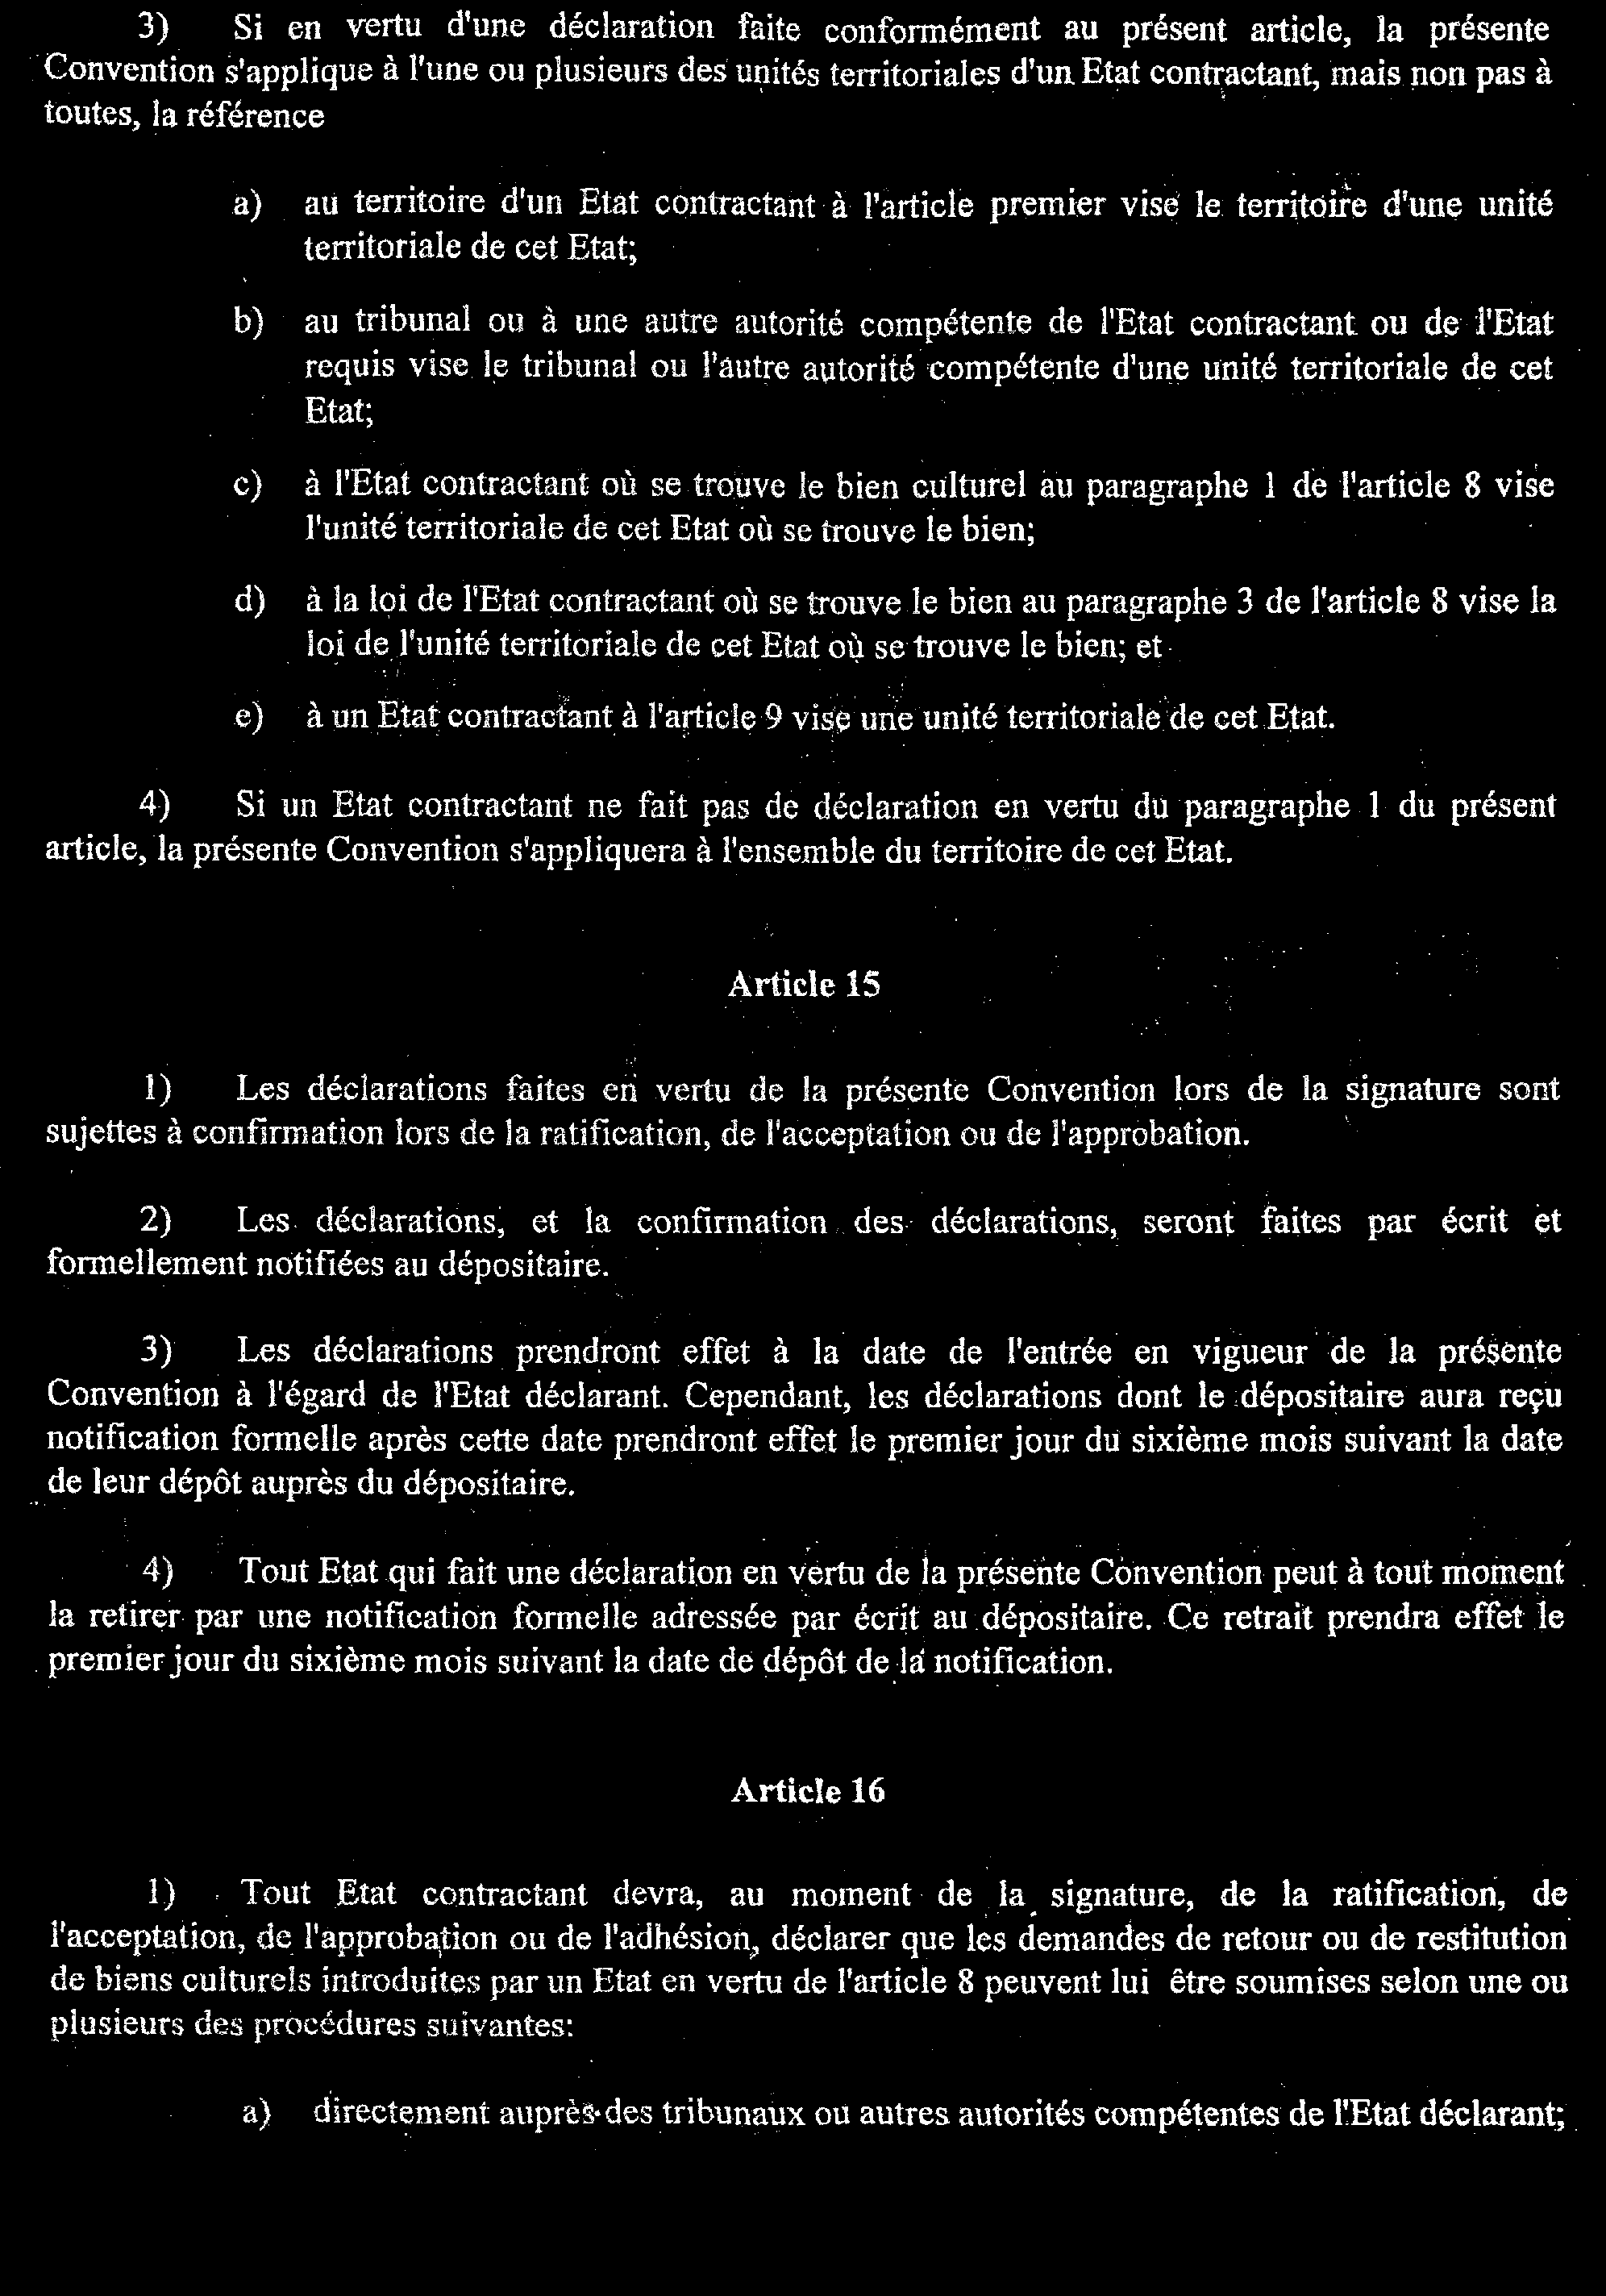 3) Si en vertu d'une déclaration faite conformément au présent article, la présente
Convention s'applique à l'une ou plusieurs des unités territoriales d'un Etat contractant, mais non pas à
toutes, la référence
a) au territoire d'un Etat contractant à l'article premier vise le territoire d'une unité
territoriale de cet Etat;
b) au tribunal ou à une autre autorité compétente de l'Etat contractant ou de l'Etat
requis vise le tribunal ou l'autre autorité compétente d'une unité territoriale de cet
Etat;
c) à l'Etat contractant où se trouve le bien culturel au paragraphe 1 de l'article 8 vise
l'unité territoriale de cet Etat où se trouve le bien;
d) à la loi de l'Etat contractant où se trouve le bien au paragraphe 3 de l'article 8 vise la
loi de l'unité territoriale de cet Etat où se trouve le bien; et
e) à un Etat contractant à l'article 9 vise une unité territoriale de cet Etat.
4) Si un Etat contractant ne fait pas de déclaration en vertu du paragraphe 1 du présent
article, la présente Convention s'appliquera à l'ensemble du territoire de cet Etat.
Article 15
1) Les déclarations faites en vertu de la présente Convention lors de la signature sont
sujettes à confirmation lors de la ratification, de l'acceptation ou de l'approbation.
2) Les déclarations, et la confirmation des déclarations, seront faites par écrit et
formellement notifiées au dépositaire.
3) Les déclarations prendront effet à la date de l'entrée en vigueur de la présente
Convention à l'égard de l'Etat déclarant. Cependant, les déclarations dont le dépositaire aura reçu
notification formelle après cette date prendront effet le premier jour du sixième mois suivant la date
de leur dépôt auprès du dépositaire.
4) Tout Etat qui fait une déclaration en vertu de la présente Convention peut à tout moment
la retirer par une notification formelle adressée par écrit au dépositaire. Ce retrait prendra effet le
premier jour du sixième mois suivant la date de dépôt de la notification.
Article 16
1) Tout Etat contractant devra, au moment de la signature, de la ratification, de
l'acceptation, de l'approbation ou de l'adhésion, déclarer que les demandes de retour ou de restitution
de biens culturels introduites par un Etat en vertu de l'article 8 peuvent lui être soumises selon une ou
plusieurs des procédures suivantes:
a) directement auprès des tribunaux ou autres autorités compétentes de l'Etat déclarant;